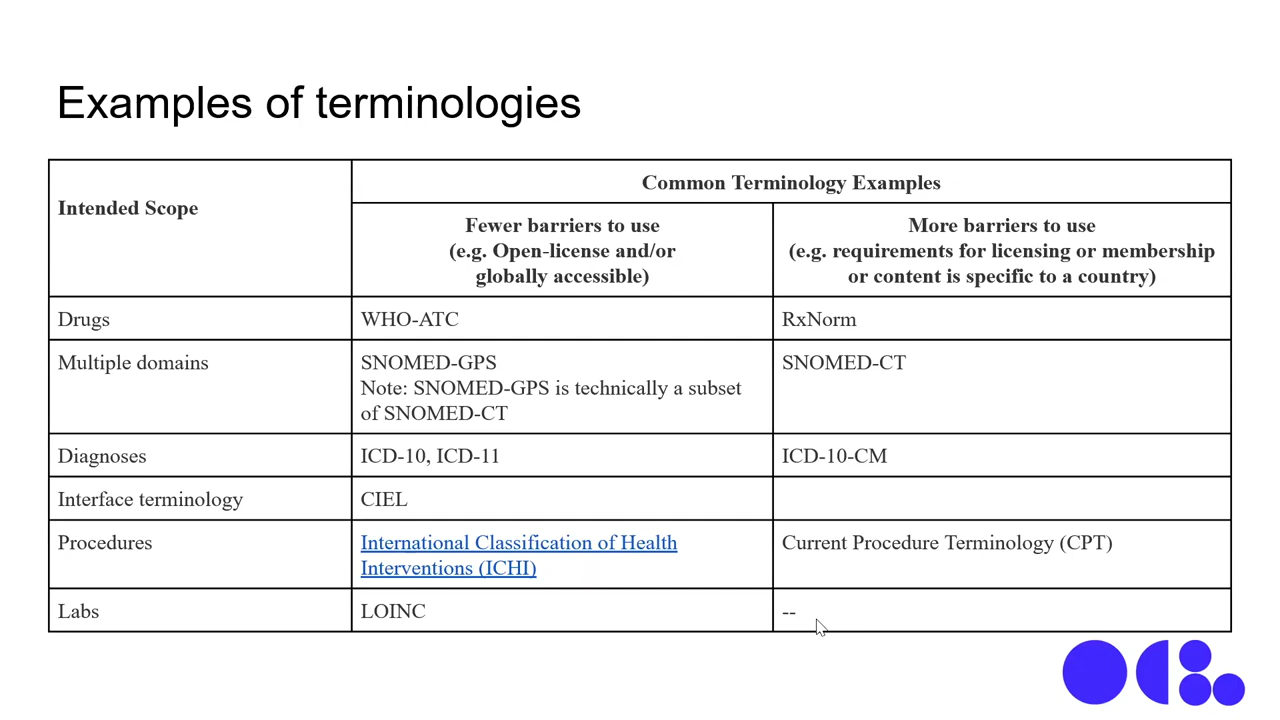 Examples of terminologies
Intended Scope
Common Terminology Examples
Fewer barriers to use
(e.g. Open-license and/or
globally accessible)
More barriers to use
(e.g. requirements for licensing or membership
or content is specific to a country)
Drugs
WHO-ATC
RxNorm
Multiple domains
SNOMED-GPS
Note: SNOMED-GPS is technically a subset
of SNOMED-CT
SNOMED-CT
Diagnoses
ICD-10, ICD-11
ICD-10-CM
Interface terminology
CIEL
Procedures
International Classification of Health
Interventions (ICHI)
Current Procedure Terminology (CPT)
Labs
LOINC
--